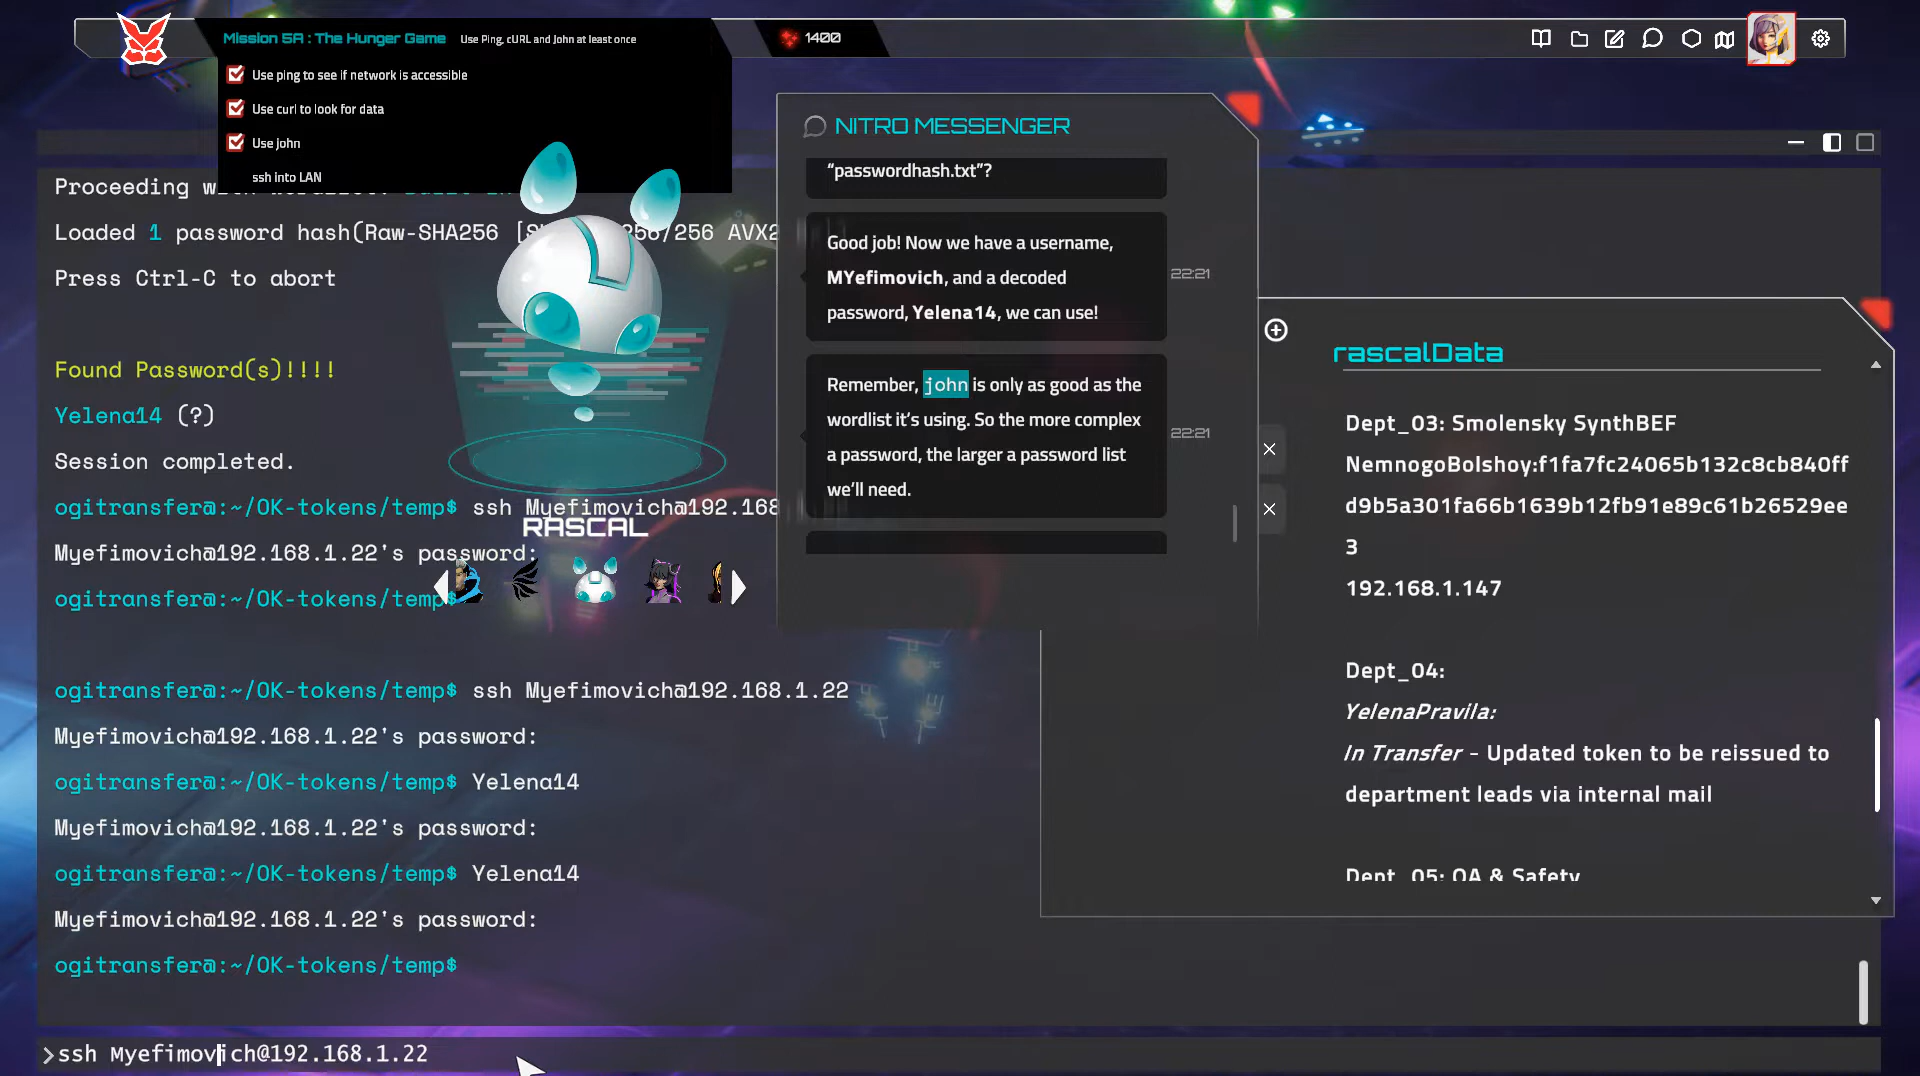 Mission 5A : The Hunger Game Use Ping, cURL and John at least once
Use ping to see if network is accessible
Use curl to look for data
Use john
ssh into LAN
1400
Loaded 1 password hash(Raw-SHA256 256/256 AVX2
Press Ctrl-C to abort
Found Password(s)!!!!
Yelena14 (?)
Session completed.
ogitransfer@:~/OK-tokens/temp$ ssh Myefimovich@192.168
Myefimovich@192.168.1.22's password:
ogitransfer@:~/OK-tokens/temp$
ogitransfer@:~/OK-tokens/temp$ ssh Myefimovich@192.168.1.22
Myefimovich@192.168.1.22's password:
ogitransfer@:~/OK-tokens/temp$ Yelena14
Myefimovich@192.168.1.22's password:
ogitransfer@:~/OK-tokens/temp$ Yelena14
Myefimovich@192.168.1.22's password:
ogitransfer@:~/OK-tokens/temp$
>ssh Myefimovich@192.168.1.22
RASCAL
NITRO MESSENGER
“passwordhash.txt”?
Good job! Now we have a username,
MYefimovich, and a decoded
password, Yelena14, we can use!
22:21
Remember, john is only as good as the
wordlist it’s using. So the more complex
a password, the larger a password list
we’ll need.
22:21
rascalData
Dept_03: Smolensky SynthBEF
NemnogoBolshoy:f1fa7fc24065b132c8cb840ff
d9b5a301fa66b1639b12fb91e89c61b26529ee
3
192.168.1.147
Dept_04:
YelenaPravila:
In Transfer - Updated token to be reissued to
department leads via internal mail
Dept_05: QA & Safety